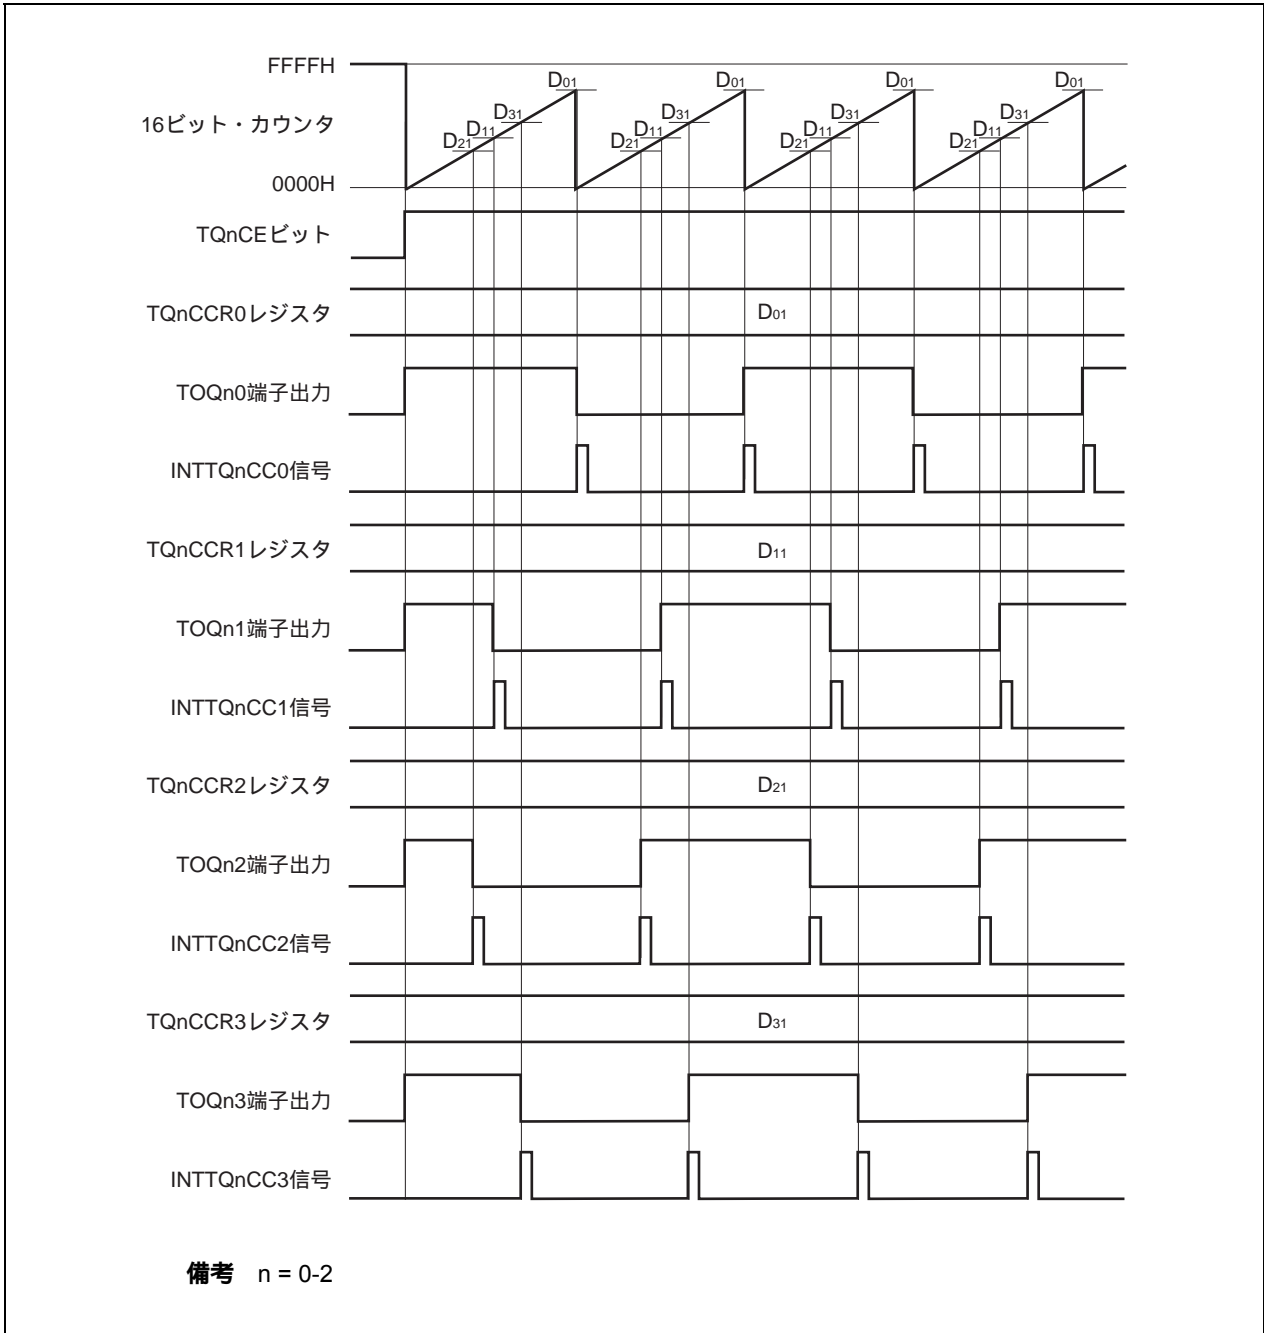 FFFFH
D01 D01 D01 D01
16ビット・カウンタ
D31 D31 D31 D31
D11 D11 D11 D11
D21 D21 D21 D21
0000H
TQnCEビット
TQnCCR0レジスタ D01
TOQn0端子出力
INTTQnCC0信号
TQnCCR1レジスタ D11
TOQn1端子出力
INTTQnCC1信号
TQnCCR2レジスタ D21
TOQn2端子出力
INTTQnCC2信号
TQnCCR3レジスタ D31
TOQn3端子出力
INTTQnCC3信号
備考 n = 0-2